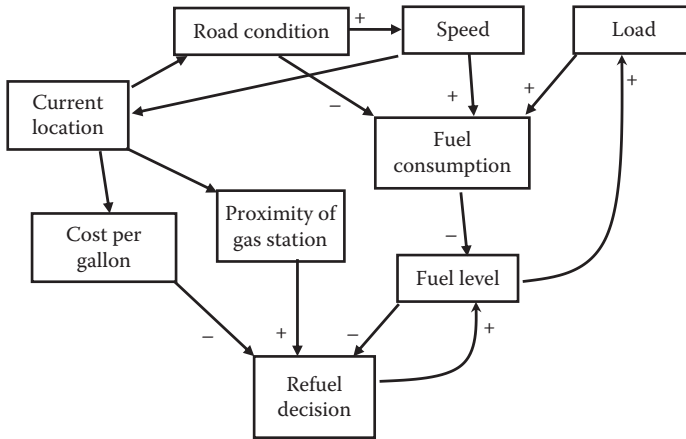 Road condition
+
Speed
Load
+
Current
location
–
+
+
Fuel
consumption
Proximity of
gas station
Cost per
gallon
–
Fuel level
–
+
–
+
Refuel
decision